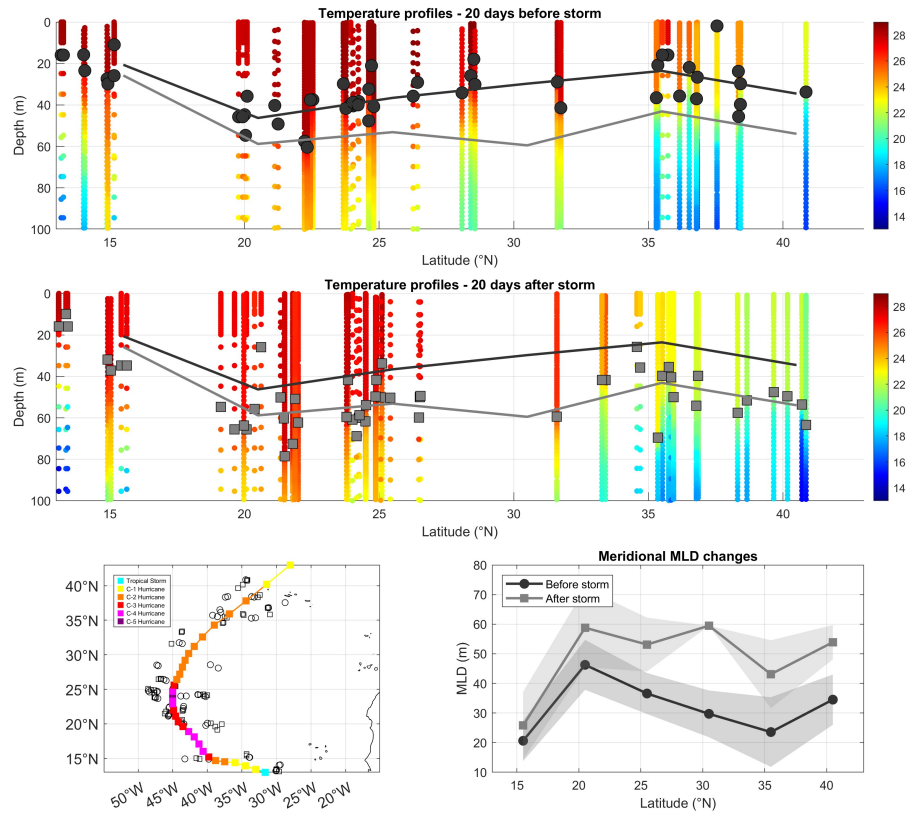 Temperature profiles - 20 days before storm
0
20
40
60
80
100
Depth (m)
15
20
25
30
35
40
Latitude (°N)
28
26
24
22
20
18
16
14
Temperature profiles - 20 days after storm
0
20
40
60
80
100
Depth (m)
15
20
25
30
35
40
Latitude (°N)
28
26
24
22
20
18
16
14
40°N
35°N
30°N
25°N
20°N
15°N
50°W
45°W
40°W
35°W
30°W
25°W
20°W
Tropical Storm
C-1 Hurricane
C-2 Hurricane
C-3 Hurricane
C-4 Hurricane
C-5 Hurricane
Meridional MLD changes
80
70
60
50
40
30
20
10
MLD (m)
Before storm
After storm
15
20
25
30
35
40
Latitude (°N)